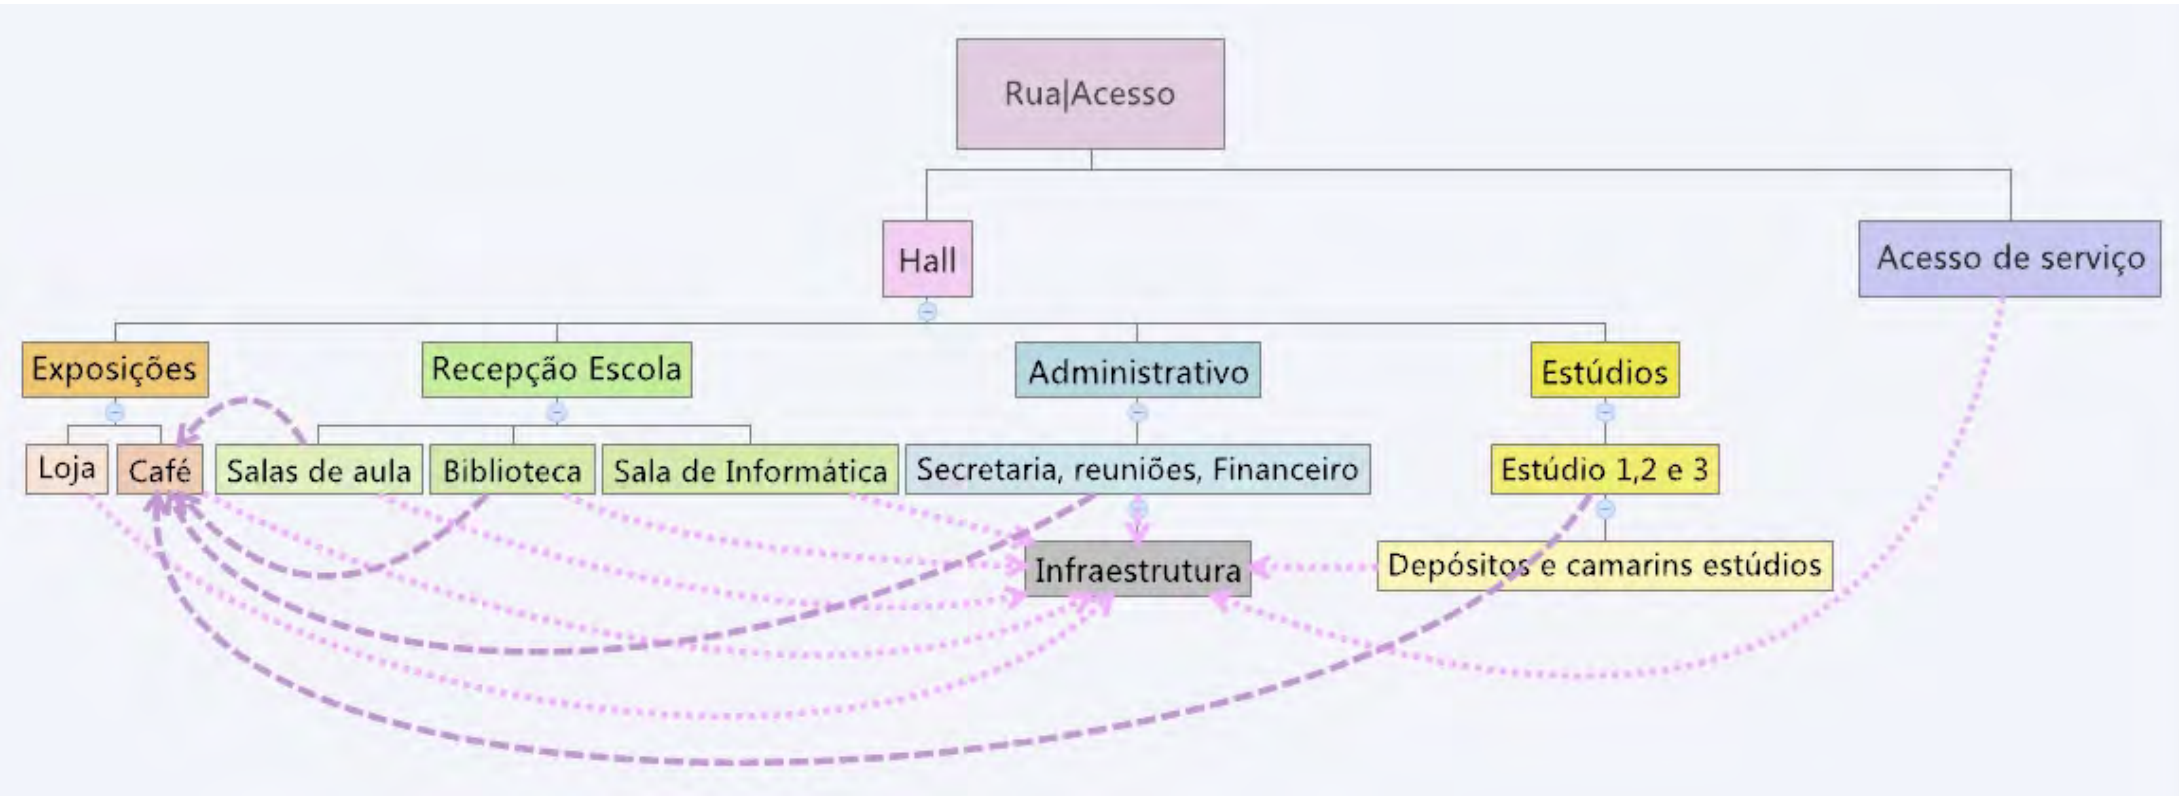 Rua|Acesso
Hall
Acesso de serviço
Exposições
Recepção Escola
Administrativo
Estúdios
Loja
Café
Salas de aula
Biblioteca
Sala de Informática
Secretaria, reuniões, Financeiro
Estúdio 1,2 e 3
Infraestrutura
Depósitos e camarins estúdios